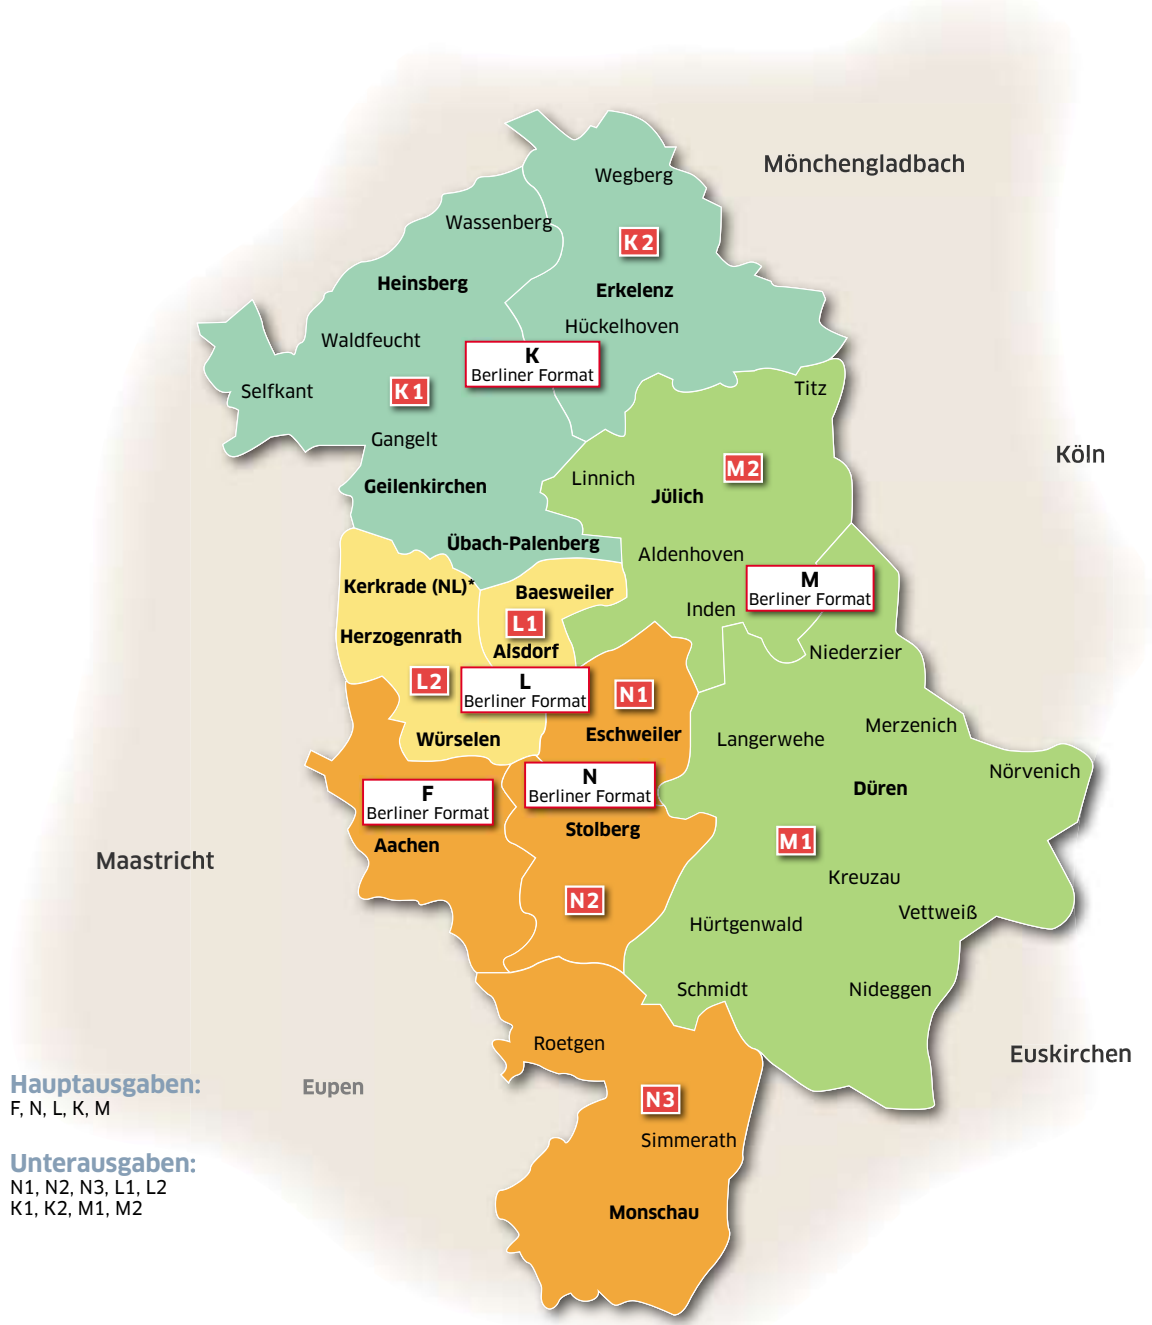 Mönchengladbach
Wegberg
Wassenberg
K2
Heinsberg
Erkelenz
Hückelhoven
Waldfeucht
K
Berliner Format
Selfkant
K1
Titz
Gangelt
Köln
Linnich
M2
Geilenkirchen
Jülich
Übach-Palenberg
Aldenhoven
Kerkrade (NL)*
Baesweiler
M
Berliner Format
Inden
L1
Herzogenrath
Alsdorf
Niederzier
L2
L
Berliner Format
N1
Würselen
Eschweiler
Langerwehe
Merzenich
Nörvenich
N
Berliner Format
Düren
F
Berliner Format
Stolberg
Aachen
M1
Maastricht
Kreuzau
N2
Vettweiß
Hürtgenwald
Schmidt
Nideggen
Roetgen
Euskirchen
Eupen
N3
Simmerath
Monschau
Hauptausgaben:
F, N, L, K, M
Unterausgaben:
N1, N2, N3, L1, L2
K1, K2, M1, M2